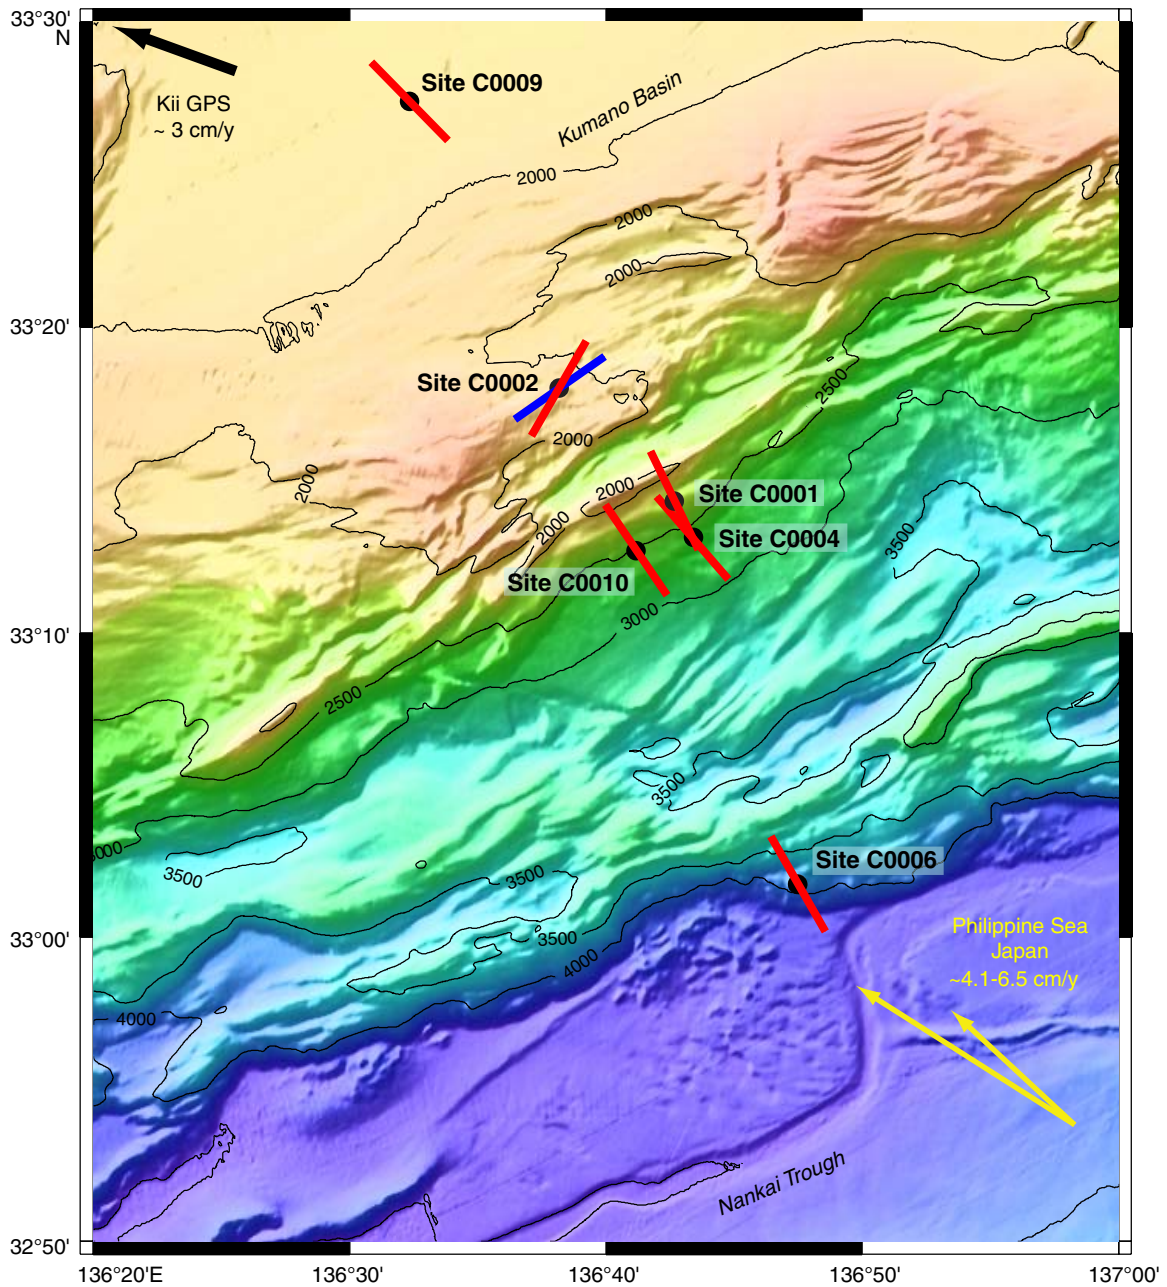 33°30'
N
Kii GPS
~ 3 cm/y
Site C0009
Kumano Basin
2000
2000
2000
33°20'
Site C0002
2500
2000
2000
2000
2000
Site C0001
Site C0004
3500
Site C0010
3000
33°10'
2500
3500
3000
3500
3500
Site C0006
33°00'
3500
4000
Philippine Sea
Japan
~4.1-6.5 cm/y
4000
Nankai Trough
32°50'
136°20'E
136°30'
136°40'
136°50'
137°00'